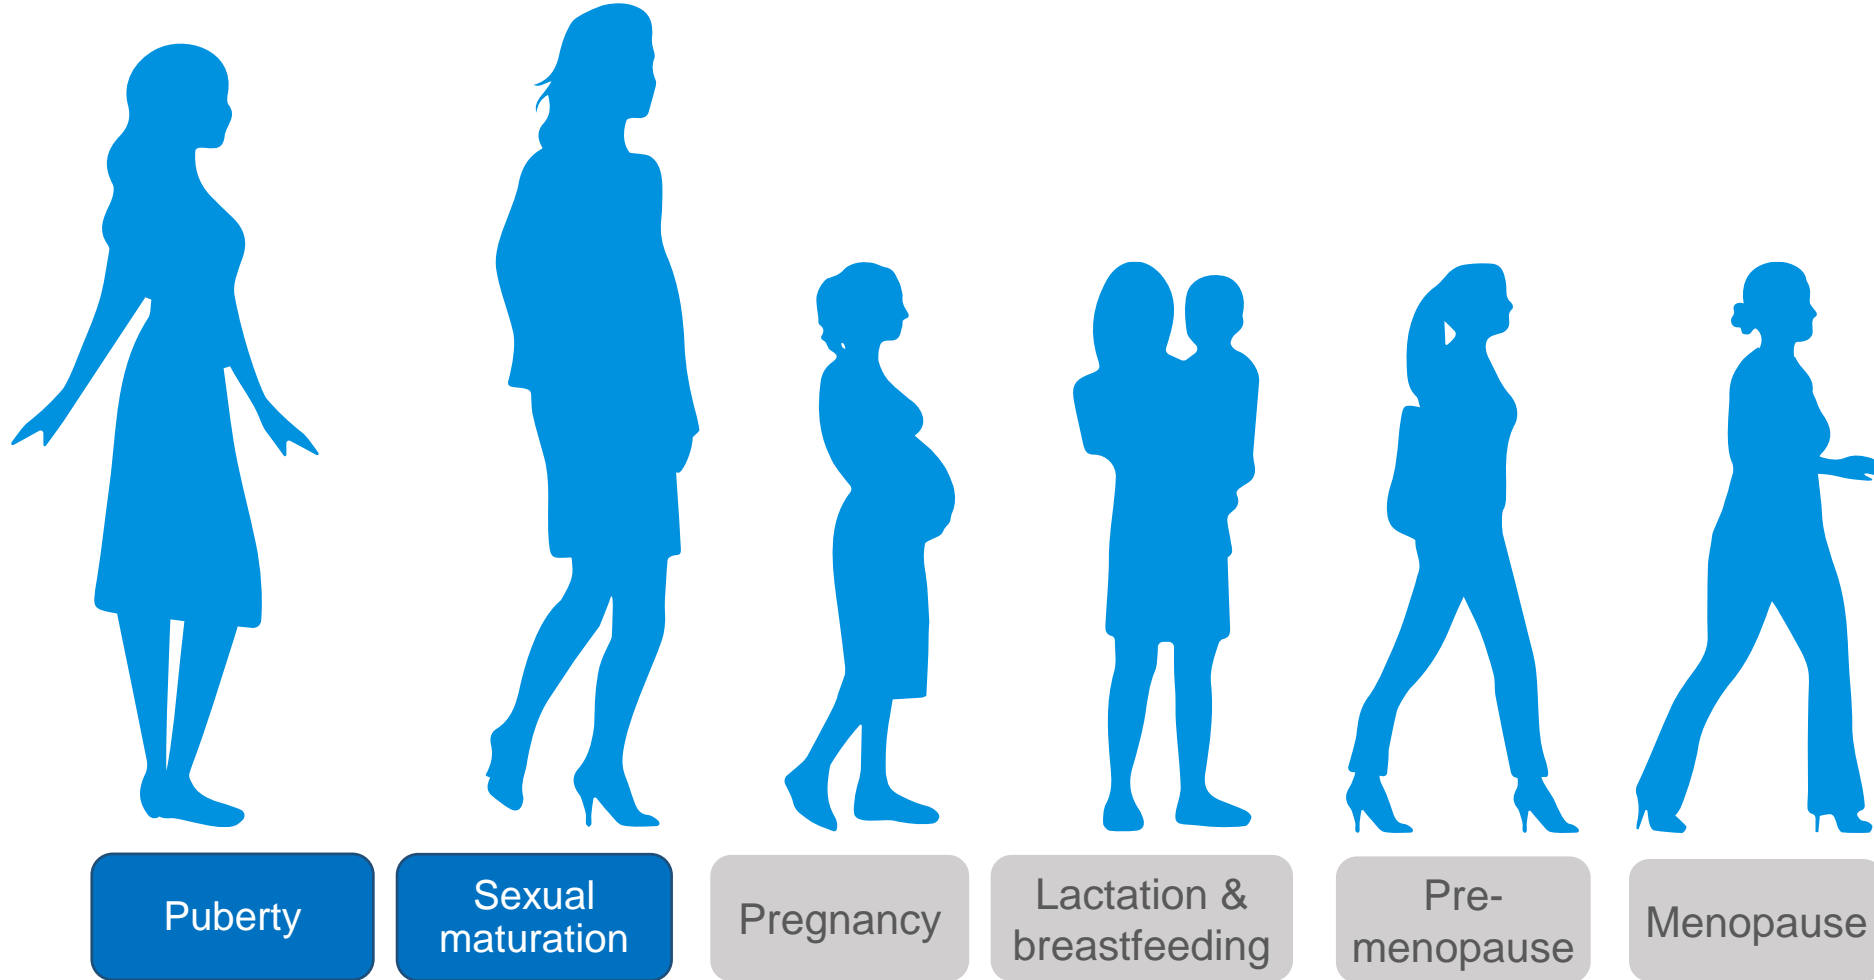 Puberty
Sexual
maturation
Pregnancy
Lactation &
breastfeeding
Pre-
menopause
Menopause